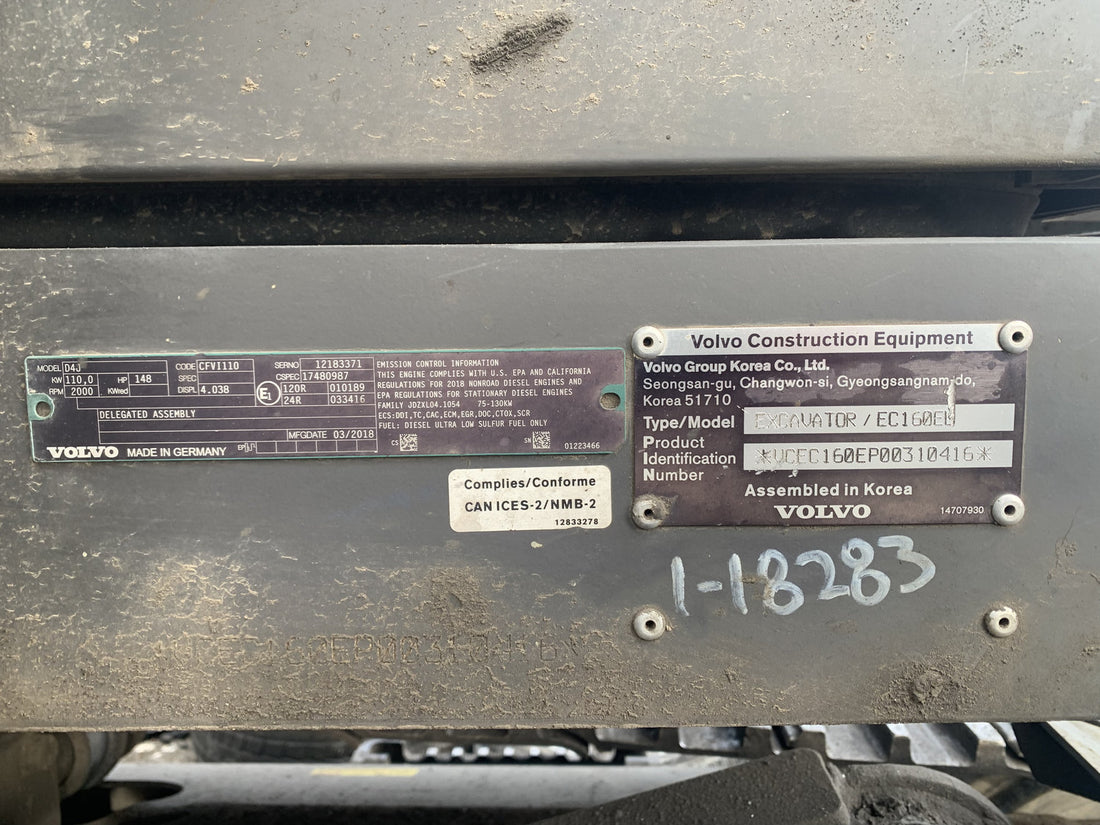 MODEL D4J CODE CFVI110 SERNO 12183371
KW 110,0 HP 148 SPEC CSPEC 17480987
RPM 2000 KWred DISPL 4.038 E1 120R 010189
24R 033416
DELEGATED ASSEMBLY
MFGDATE 03/2018
VOLVO MADE IN GERMANY EP
EMISSION CONTROL INFORMATION
THIS ENGINE COMPLIES WITH U.S. EPA AND CALIFORNIA
REGULATIONS FOR 2018 NONROAD DIESEL ENGINES AND
EPA REGULATIONS FOR STATIONARY DIESEL ENGINES
FAMILY JDZXL04.1054 75-130KW
ECS:DDI,TC,CAC,ECM,EGR,DOC,CTOX,SCR
FUEL: DIESEL ULTRA LOW SULFUR FUEL ONLY
CS SN 01223466
Complies/Conforme
CAN ICES-2/NMB-2
12833278
Volvo Construction Equipment
Volvo Group Korea Co., Ltd.
Seongsan-gu, Changwon-si, Gyeongsangnam-do,
Korea 51710
Type/Model EXCAVATOR / EC160EL
Product
Identification *VCEC160EP00310416*
Number
Assembled in Korea
VOLVO 14707930
1-18283